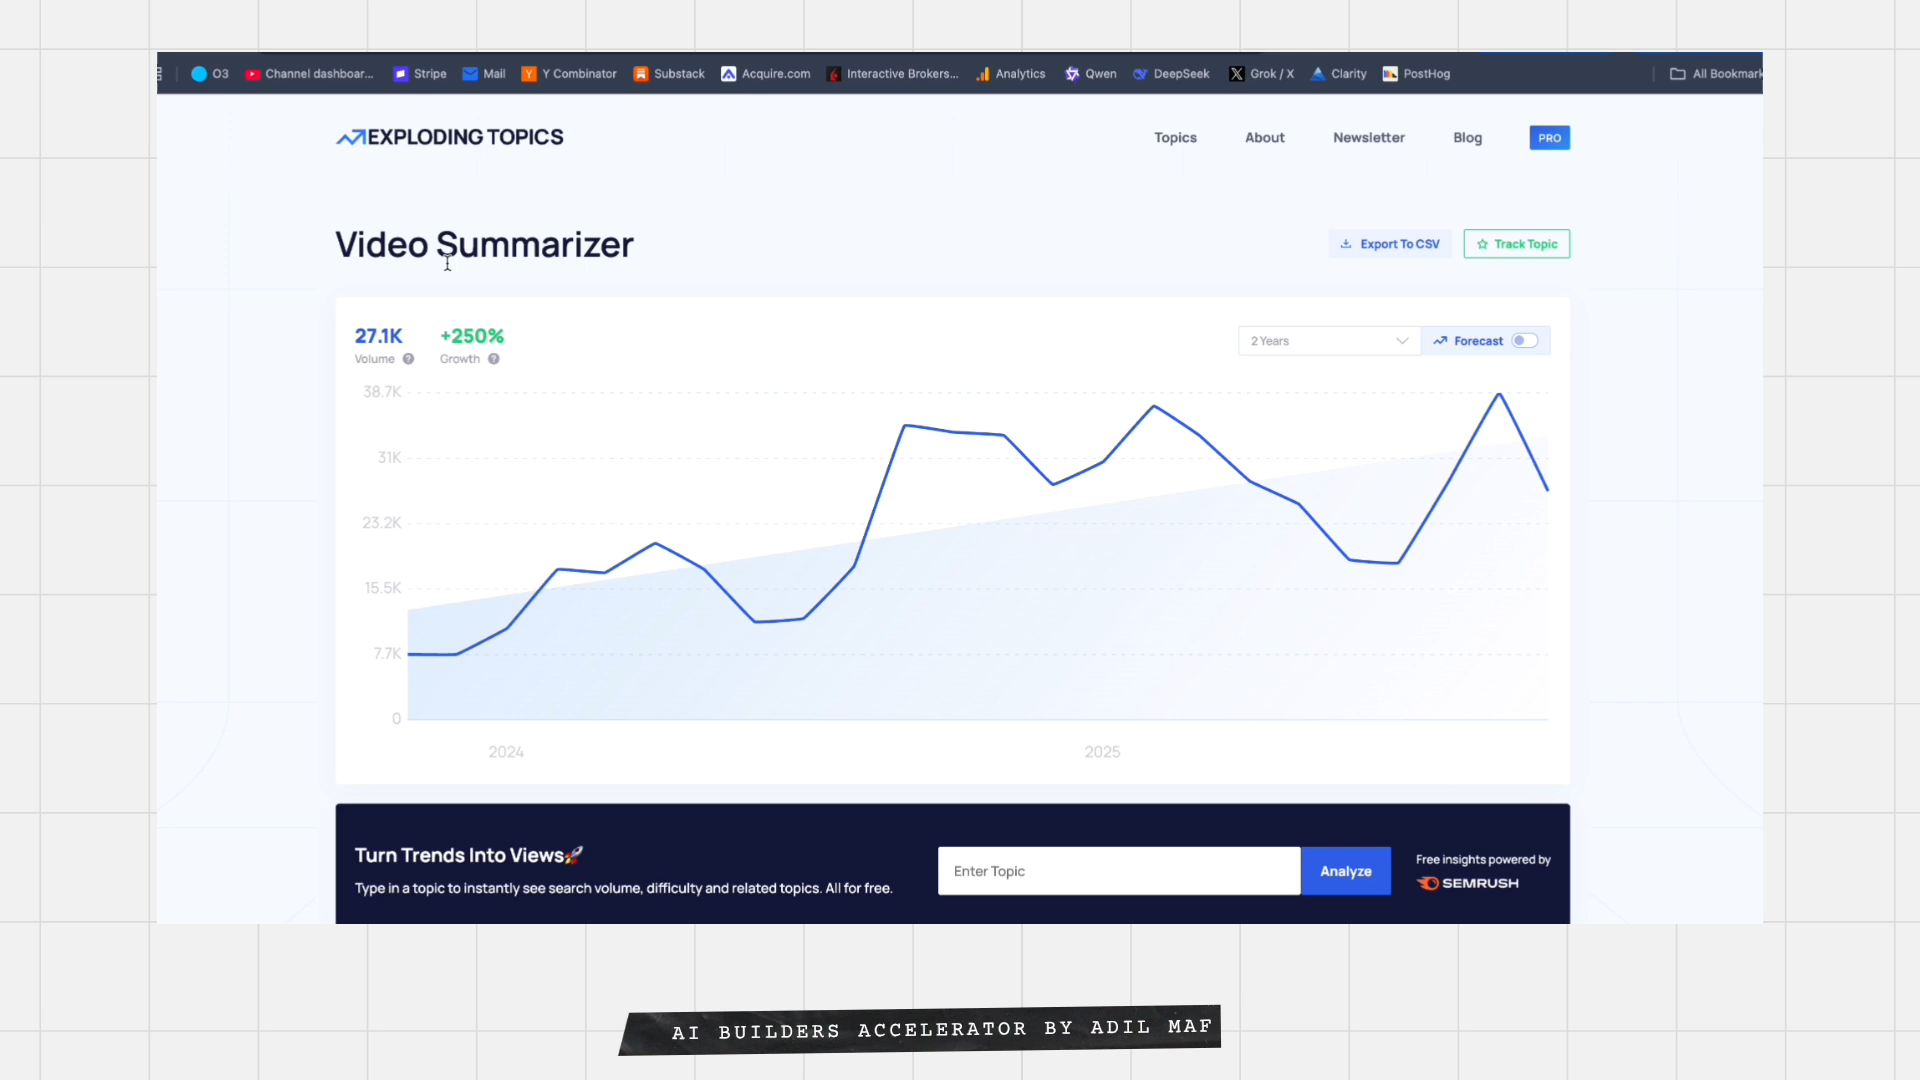 O3 Channel dashboar... Stripe Mail Y Combinator Substack Acquire.com Interactive Brokers... Analytics Qwen DeepSeek Grok / X Clarity PostHog All Bookmark
EXPLODING TOPICS Topics About Newsletter Blog PRO
Video Summarizer Export To CSV Track Topic
27.1K +250% 2 Years Forecast
Volume ? Growth ?
38.7K
31K
23.2K
15.5K
7.7K
0
2024 2025
Turn Trends Into Views🚀
Type in a topic to instantly see search volume, difficulty and related topics. All for free.
Enter Topic Analyze
Free insights powered by
SEMRUSH
AI BUILDERS ACCELERATOR BY ADIL MAF